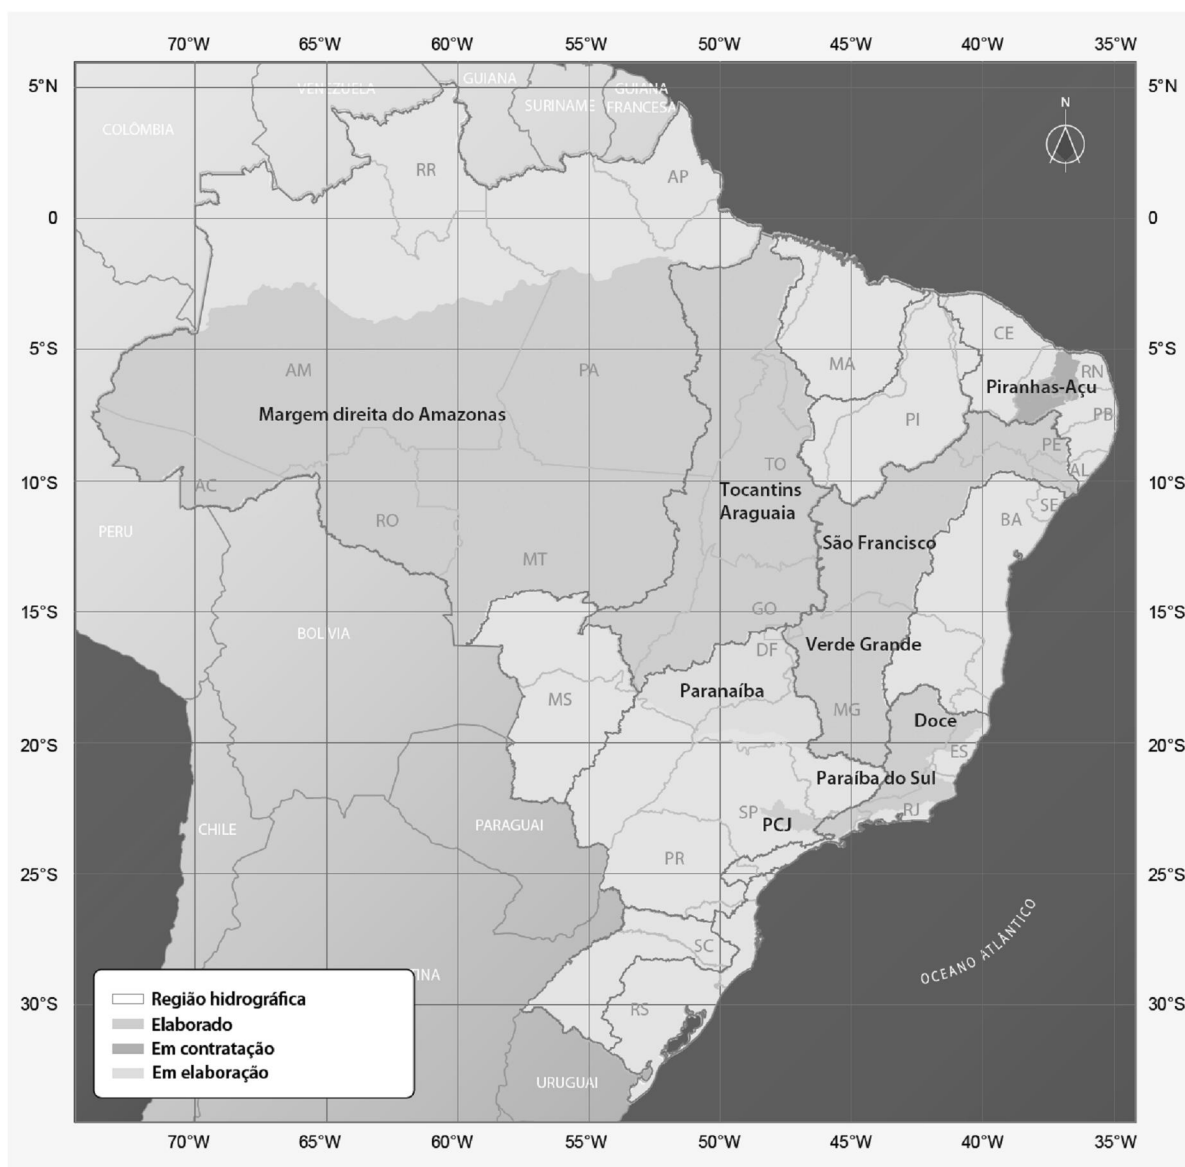 70°W 65°W 60°W 55°W 50°W 45°W 40°W 35°W
5°N 5°N
VENEZUELA
GUIANA
SURINAME
GUIANA
FRANCESA
COLÔMBIA
N
RR
AP
0 0
CE
5°S 5°S
MA
AM
PA
RN
Piranhas-Açu
Margem direita do Amazonas
PI
PB
PE
TO
AL
10°S 10°S
AC
Tocantins
Araguaia
SE
BA
RO
PERU
São Francisco
MT
15°S 15°S
GO
BOLÍVIA
Verde Grande
DF
Paranaíba
MS
MG
Doce
20°S 20°S
ES
Paraíba do Sul
RJ
SP
PCJ
CHILE
PARAGUAI
PR
25°S 25°S
SC
OCEANO ATLÂNTICO
TINA
30°S 30°S
RS
Região hidrográfica
Elaborado
Em contratação
Em elaboração
URUGUAI
70°W 65°W 60°W 55°W 50°W 45°W 40°W 35°W